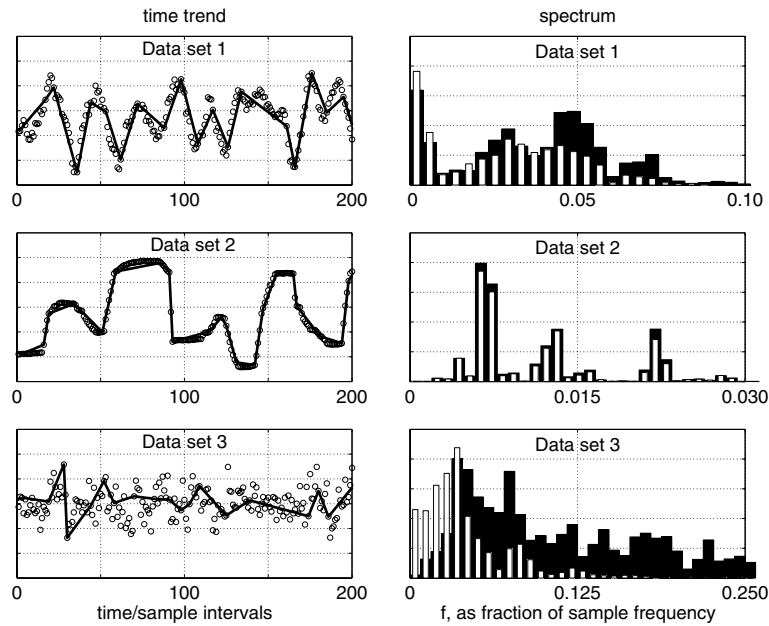 time trend
spectrum
Data set 1
Data set 1
0 100 200
0 0.05 0.10
Data set 2
Data set 2
0 100 200
0 0.015 0.030
Data set 3
Data set 3
0 100 200
0 0.125 0.250
time/sample intervals
f, as fraction of sample frequency